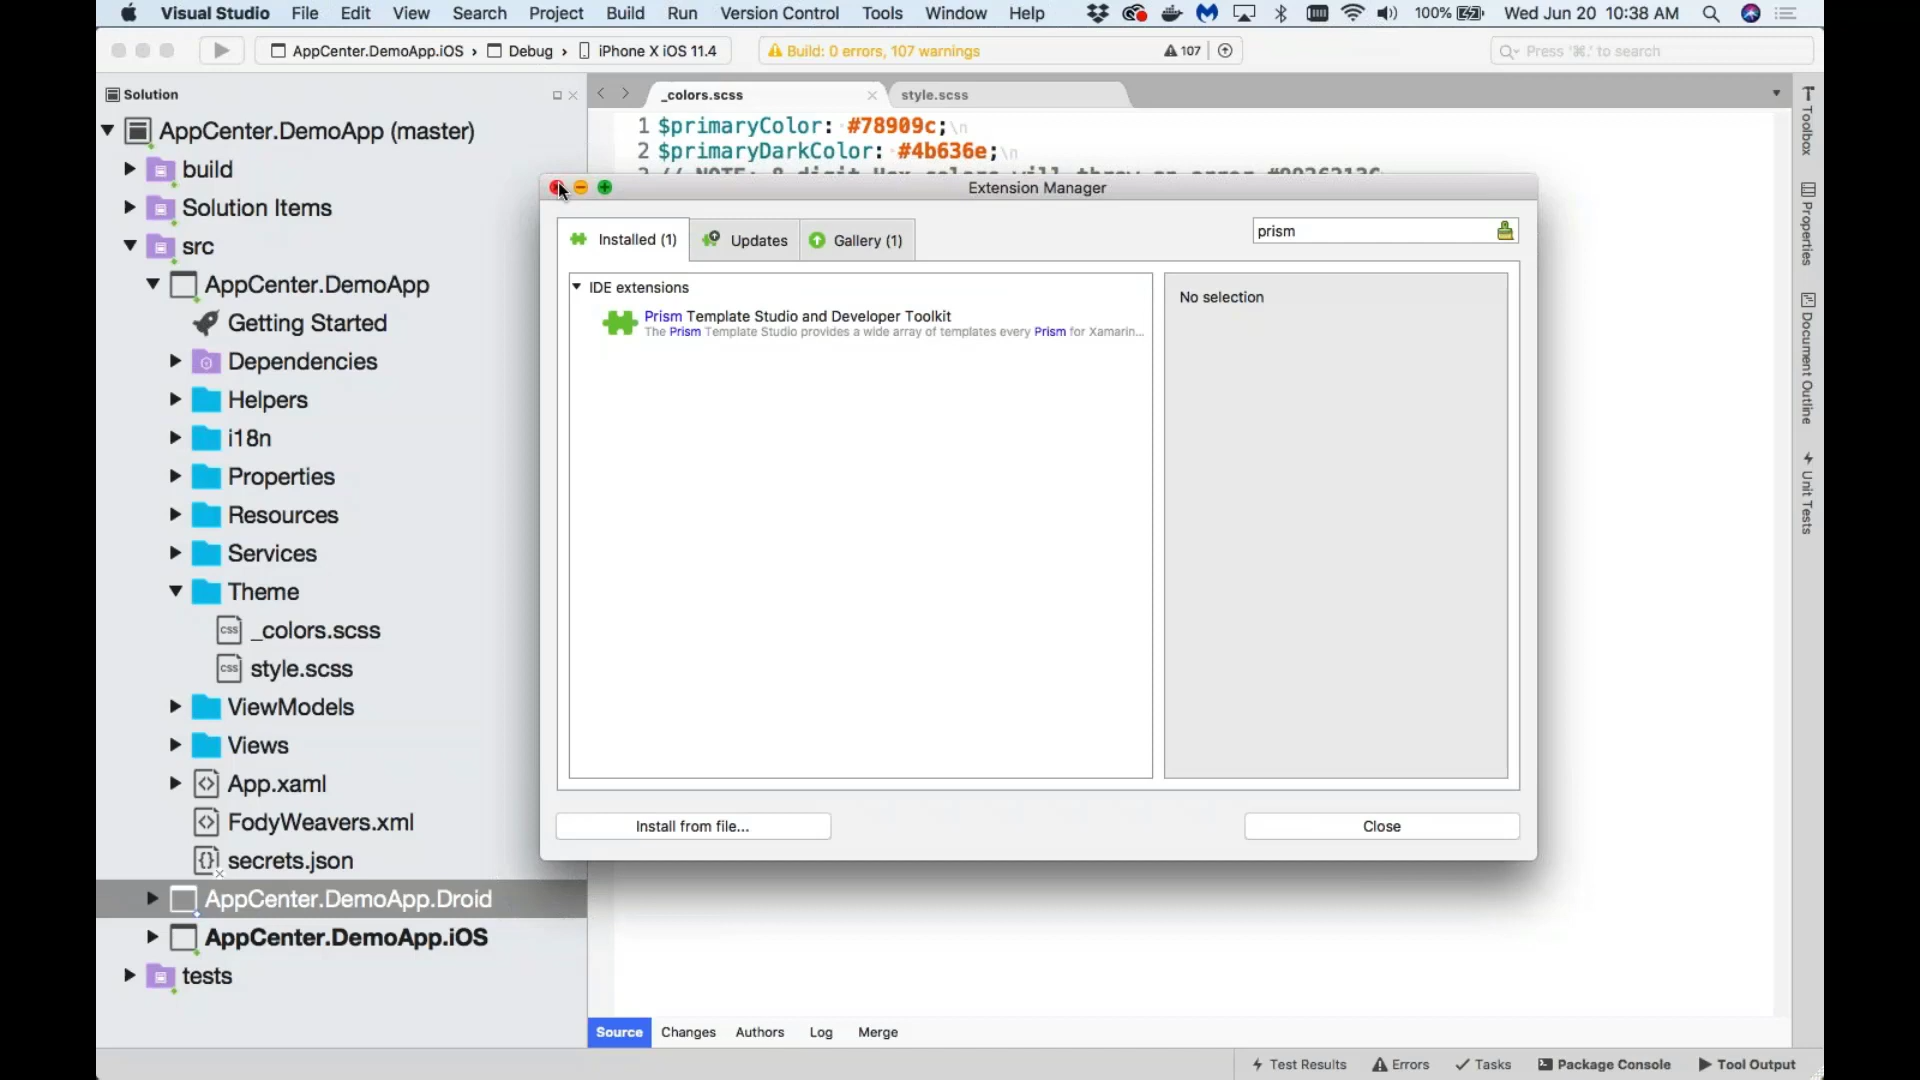 Visual Studio File Edit View Search Project Build Run Version Control Tools Window Help 100% Wed Jun 20 10:38 AM
AppCenter.DemoApp.iOS › Debug › iPhone X iOS 11.4 Build: 0 errors, 107 warnings 107 Press '⌘.' to search
Solution
_colors.scss
style.scss
AppCenter.DemoApp (master)
build
Solution Items
src
AppCenter.DemoApp
Getting Started
Dependencies
Helpers
i18n
Properties
Resources
Services
Theme
_colors.scss
style.scss
ViewModels
Views
App.xaml
FodyWeavers.xml
secrets.json
AppCenter.DemoApp.Droid
AppCenter.DemoApp.iOS
tests
1 $primaryColor: #78909c;\n
2 $primaryDarkColor: #4b636e;\n
Extension Manager
Installed (1) Updates Gallery (1)
prism
IDE extensions
Prism Template Studio and Developer Toolkit
The Prism Template Studio provides a wide array of templates every Prism for Xamarin...
No selection
Install from file...
Close
Toolbox
Properties
Document Outline
Unit Tests
Source Changes Authors Log Merge
Test Results Errors Tasks Package Console Tool Output